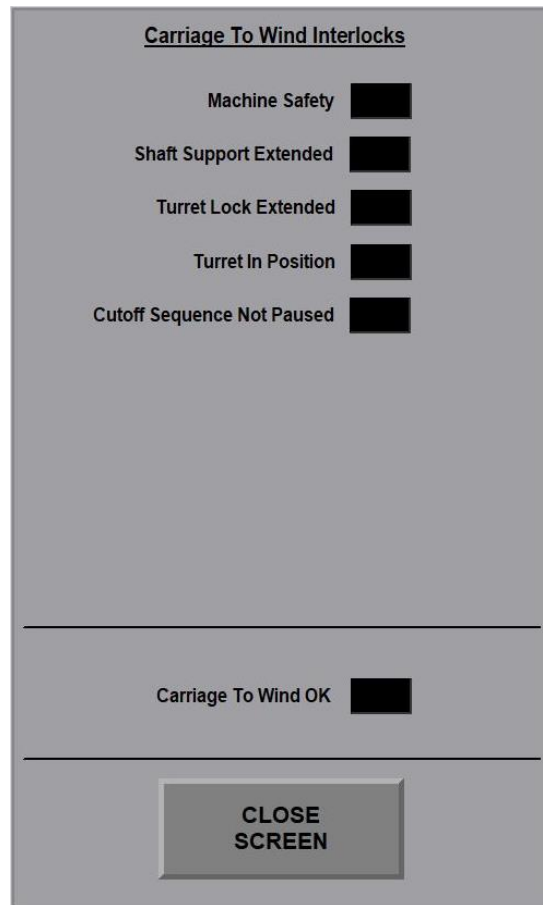 Carriage To Wind Interlocks
Machine Safety
Shaft Support Extended
Turret Lock Extended
Turret In Position
Cutoff Sequence Not Paused
Carriage To Wind OK
CLOSE
SCREEN